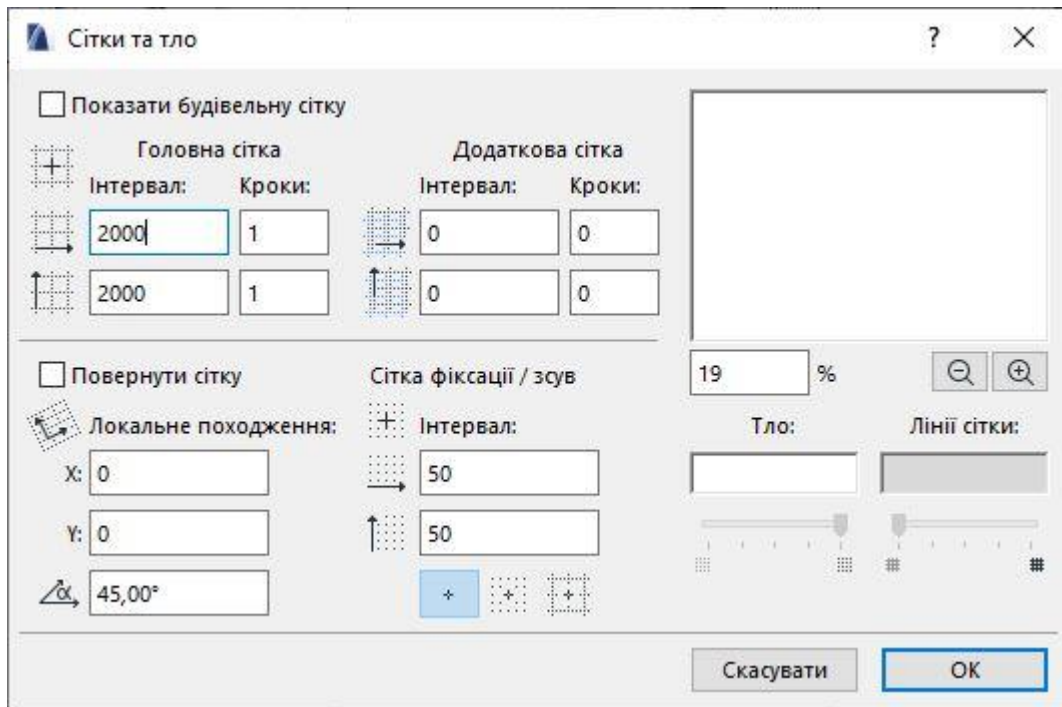 Сітки та тло ?
Показати будівельну сітку
Головна сітка Додаткова сітка
Інтервал: Кроки: Інтервал: Кроки:
2000 1 0 0
2000 1 0 0
Повернути сітку Сітка фіксації / зсув 19 %
Локальне походження: Інтервал: Тло: Лінії сітки:
X: 0 50
Y: 0 50
α 45,00°
Скасувати ОК